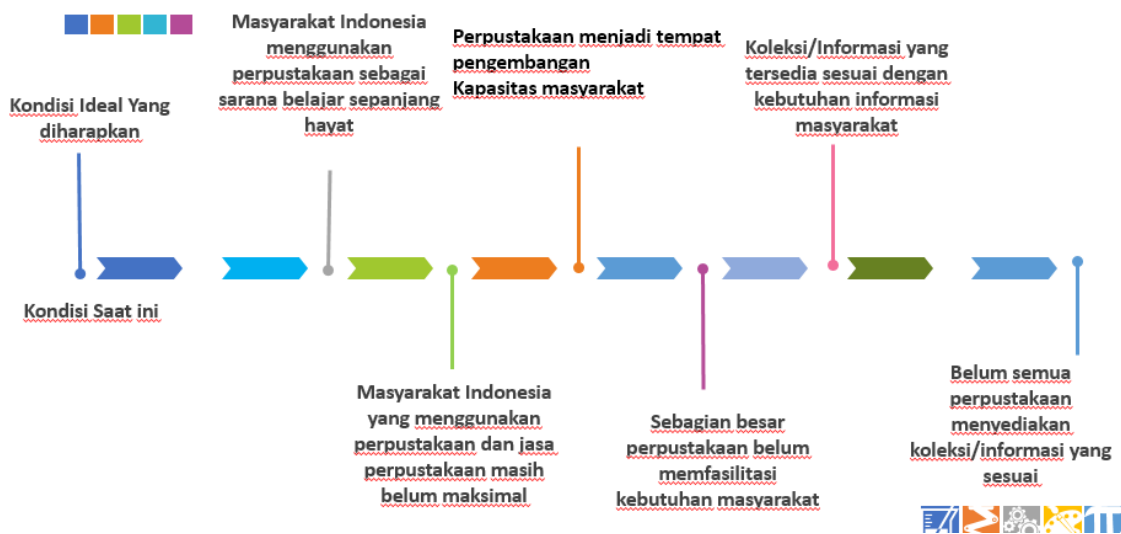 Kondisi Ideal Yang
diharapkan
Masyarakat Indonesia
menggunakan
perpustakaan sebagai
sarana belajar sepanjang
hayat
Perpustakaan menjadi tempat
pengembangan
Kapasitas masyarakat
Koleksi/Informasi yang
tersedia sesuai dengan
kebutuhan informasi
masyarakat
Kondisi Saat ini
Masyarakat Indonesia
yang menggunakan
perpustakaan dan jasa
perpustakaan masih
belum maksimal
Sebagian besar
perpustakaan belum
memfasilitasi
kebutuhan masyarakat
Belum semua
perpustakaan
menyediakan
koleksi/informasi yang
sesuai